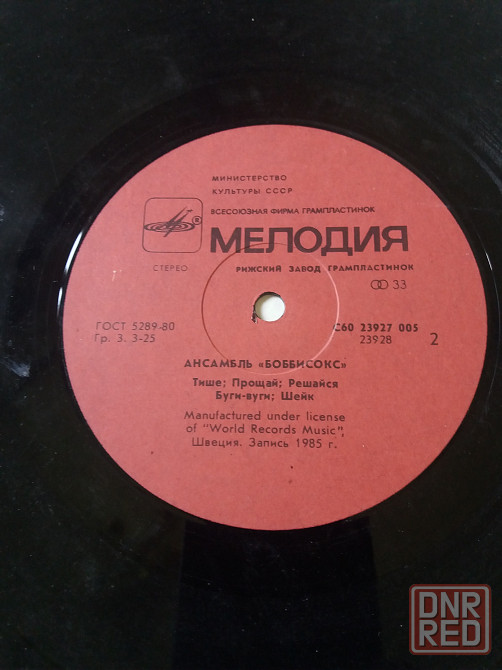 МИНИСТЕРСТВО
КУЛЬТУРЫ СССР
ВСЕСОЮЗНАЯ ФИРМА ГРАМПЛАСТИНОК
®
МЕЛОДИЯ
СТЕРЕО
РИЖСКИЙ ЗАВОД ГРАМПЛАСТИНОК
33
ГОСТ 5289-80
Гр. 3. 3-25
С60 23927 005
23928
2
АНСАМБЛЬ «БОББИСОКС»
Тише; Прощай; Решайся
Буги-вуги; Шейк
Manufactured under license
of "World Records Music",
Швеция. Запись 1985 г.
DNR
RED